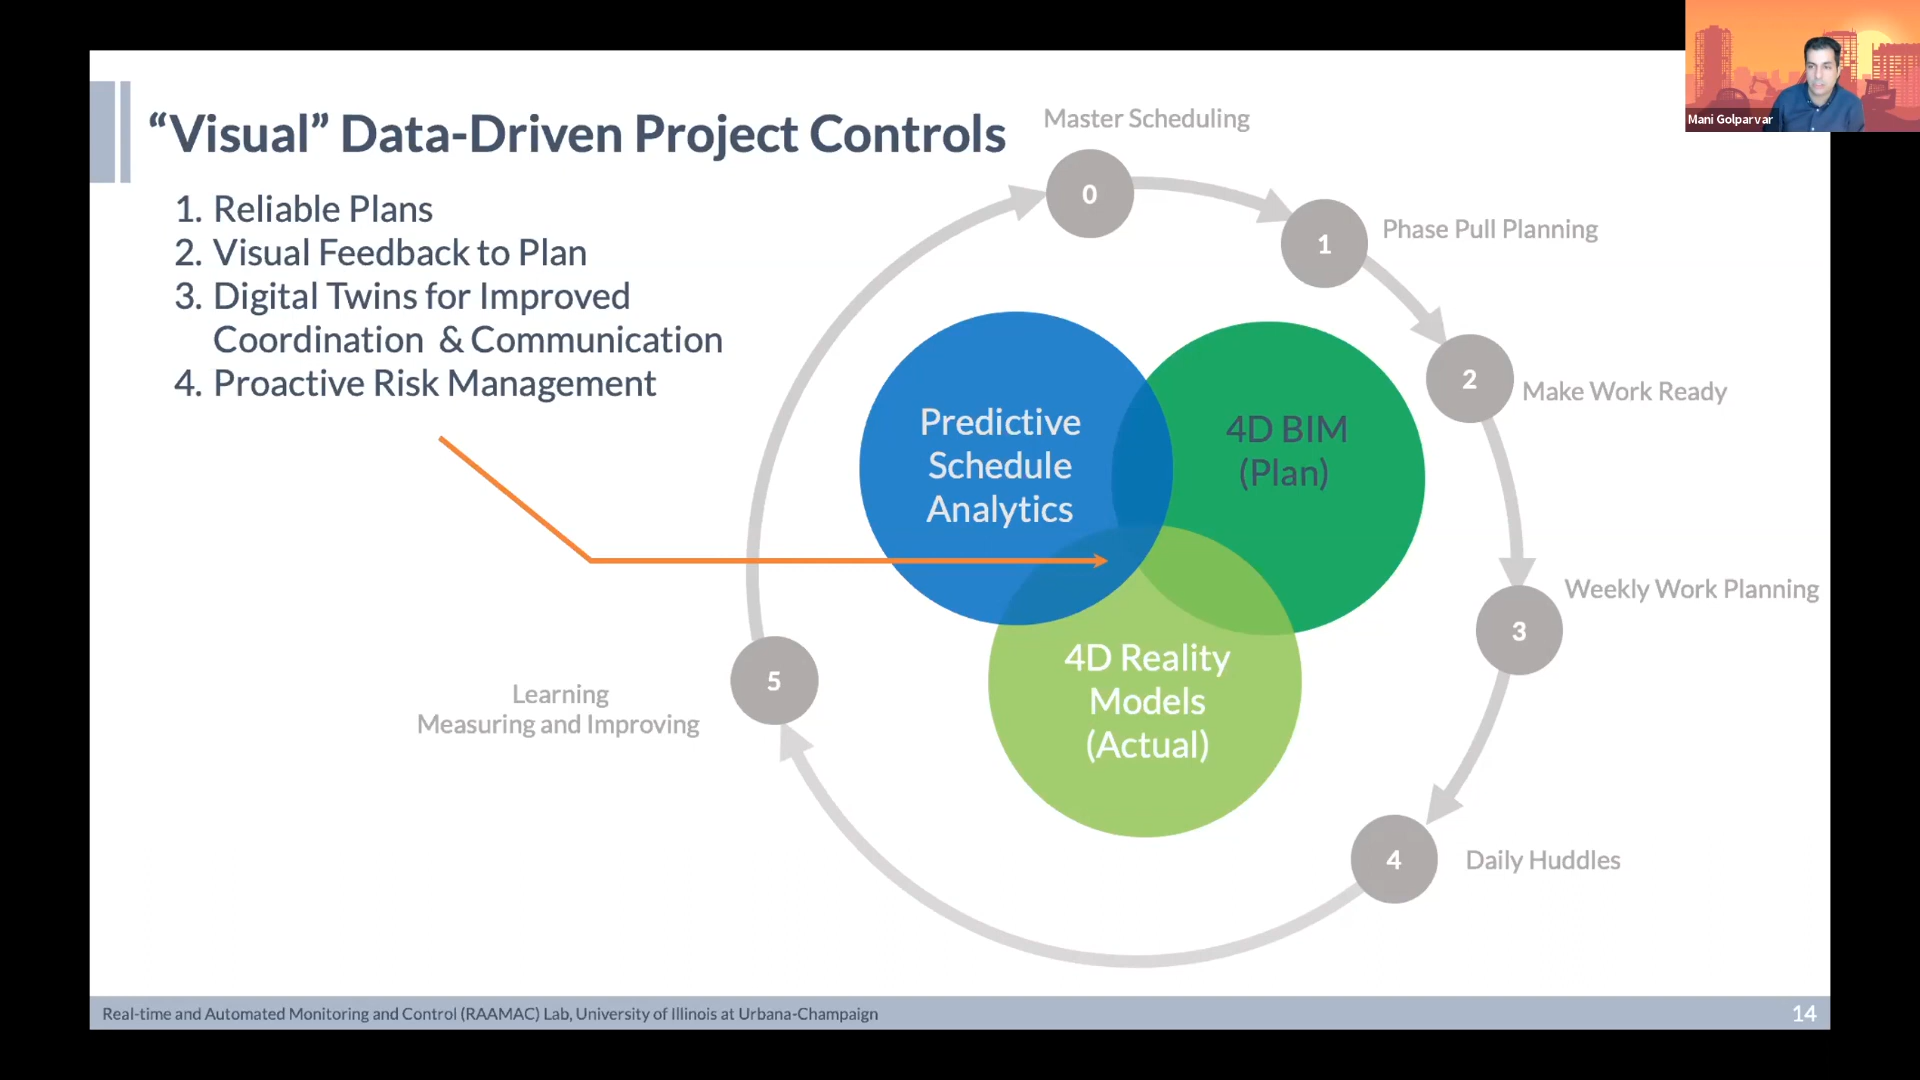 “Visual” Data-Driven Project Controls
1. Reliable Plans
2. Visual Feedback to Plan
3. Digital Twins for Improved
Coordination & Communication
4. Proactive Risk Management
Master Scheduling
0
1
Phase Pull Planning
2
Make Work Ready
Predictive
Schedule
Analytics
4D BIM
(Plan)
3
Weekly Work Planning
4D Reality
Models
(Actual)
5
Learning
Measuring and Improving
4
Daily Huddles
Real-time and Automated Monitoring and Control (RAAMAC) Lab, University of Illinois at Urbana-Champaign
14
Mani Golparvar